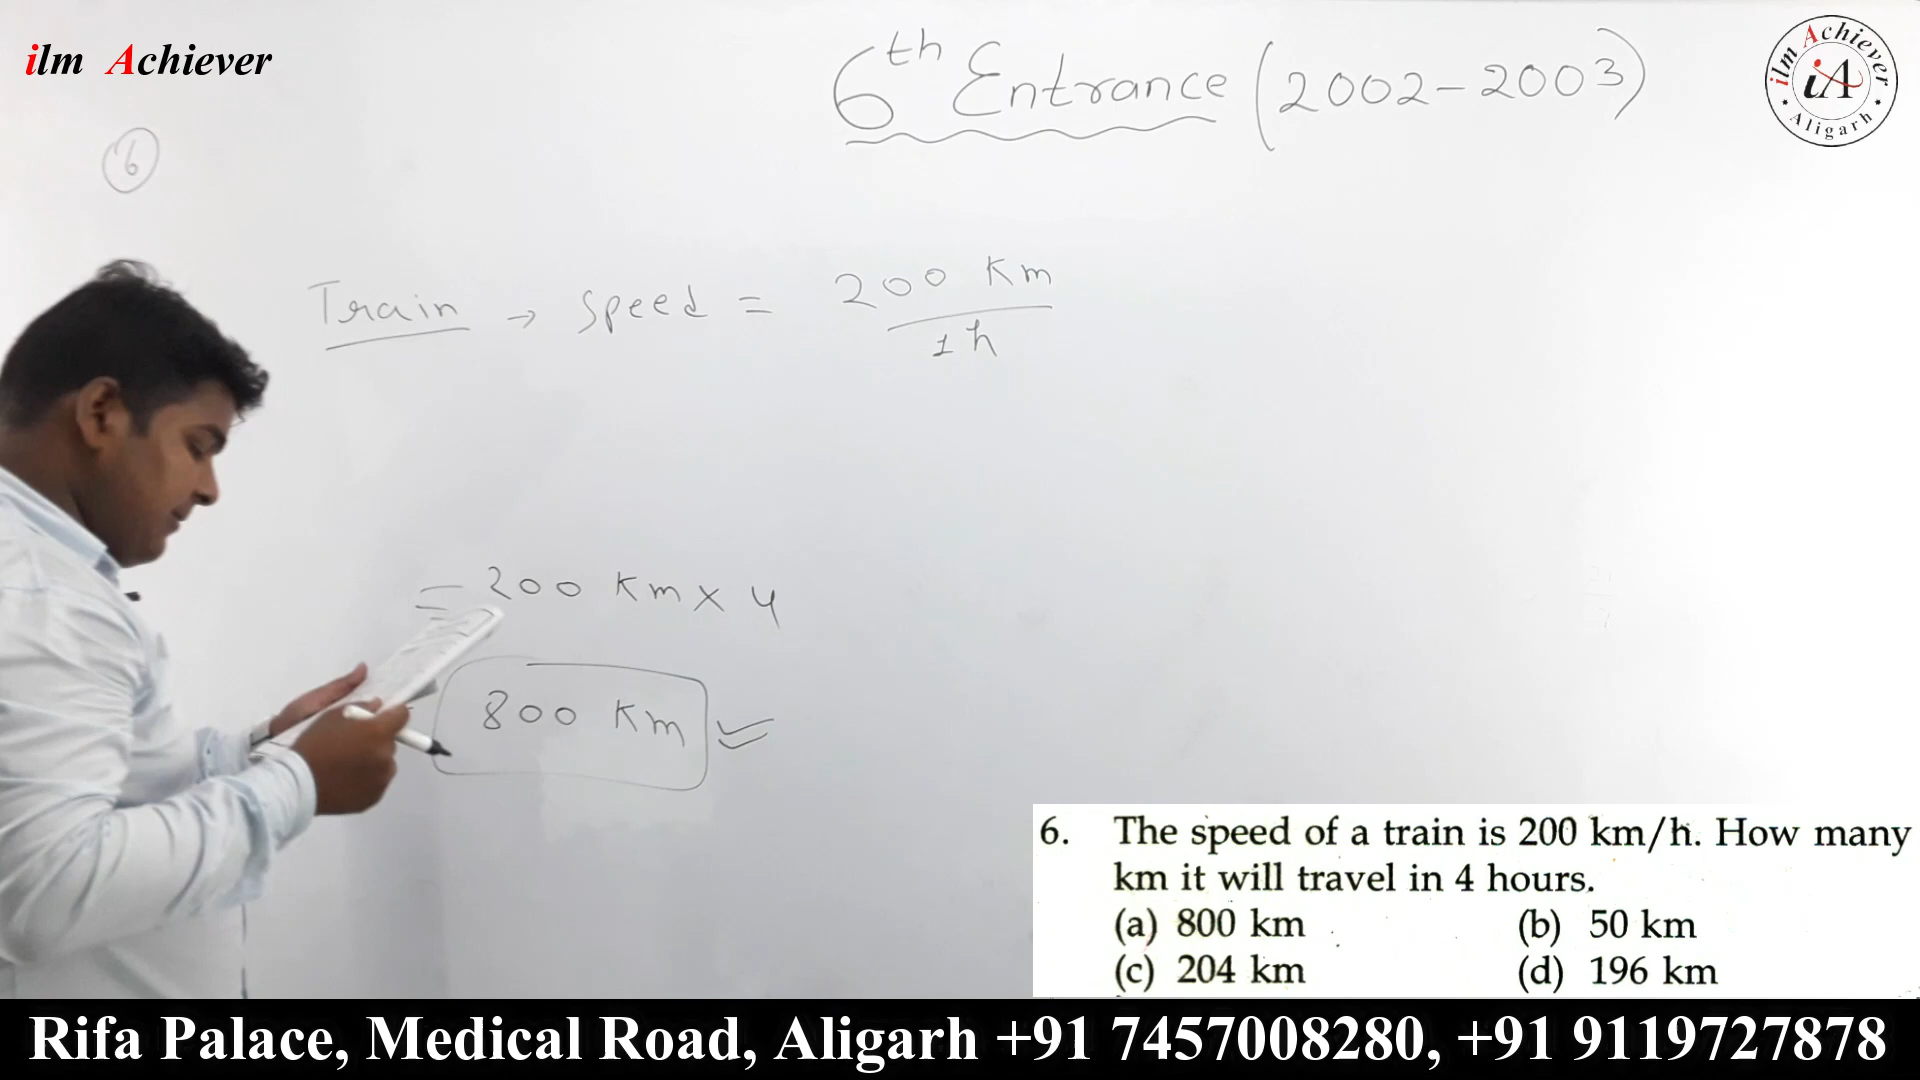 ilm Achiever
6th Entrance (2002-2003)
ilm Achiever
iA
Aligarh
6
Train → Speed = 200 Km
1h
= 200 Km × 4
800 Km
6. The speed of a train is 200 km/h. How many
km it will travel in 4 hours.
(a) 800 km (b) 50 km
(c) 204 km (d) 196 km
Rifa Palace, Medical Road, Aligarh +91 7457008280, +91 9119727878